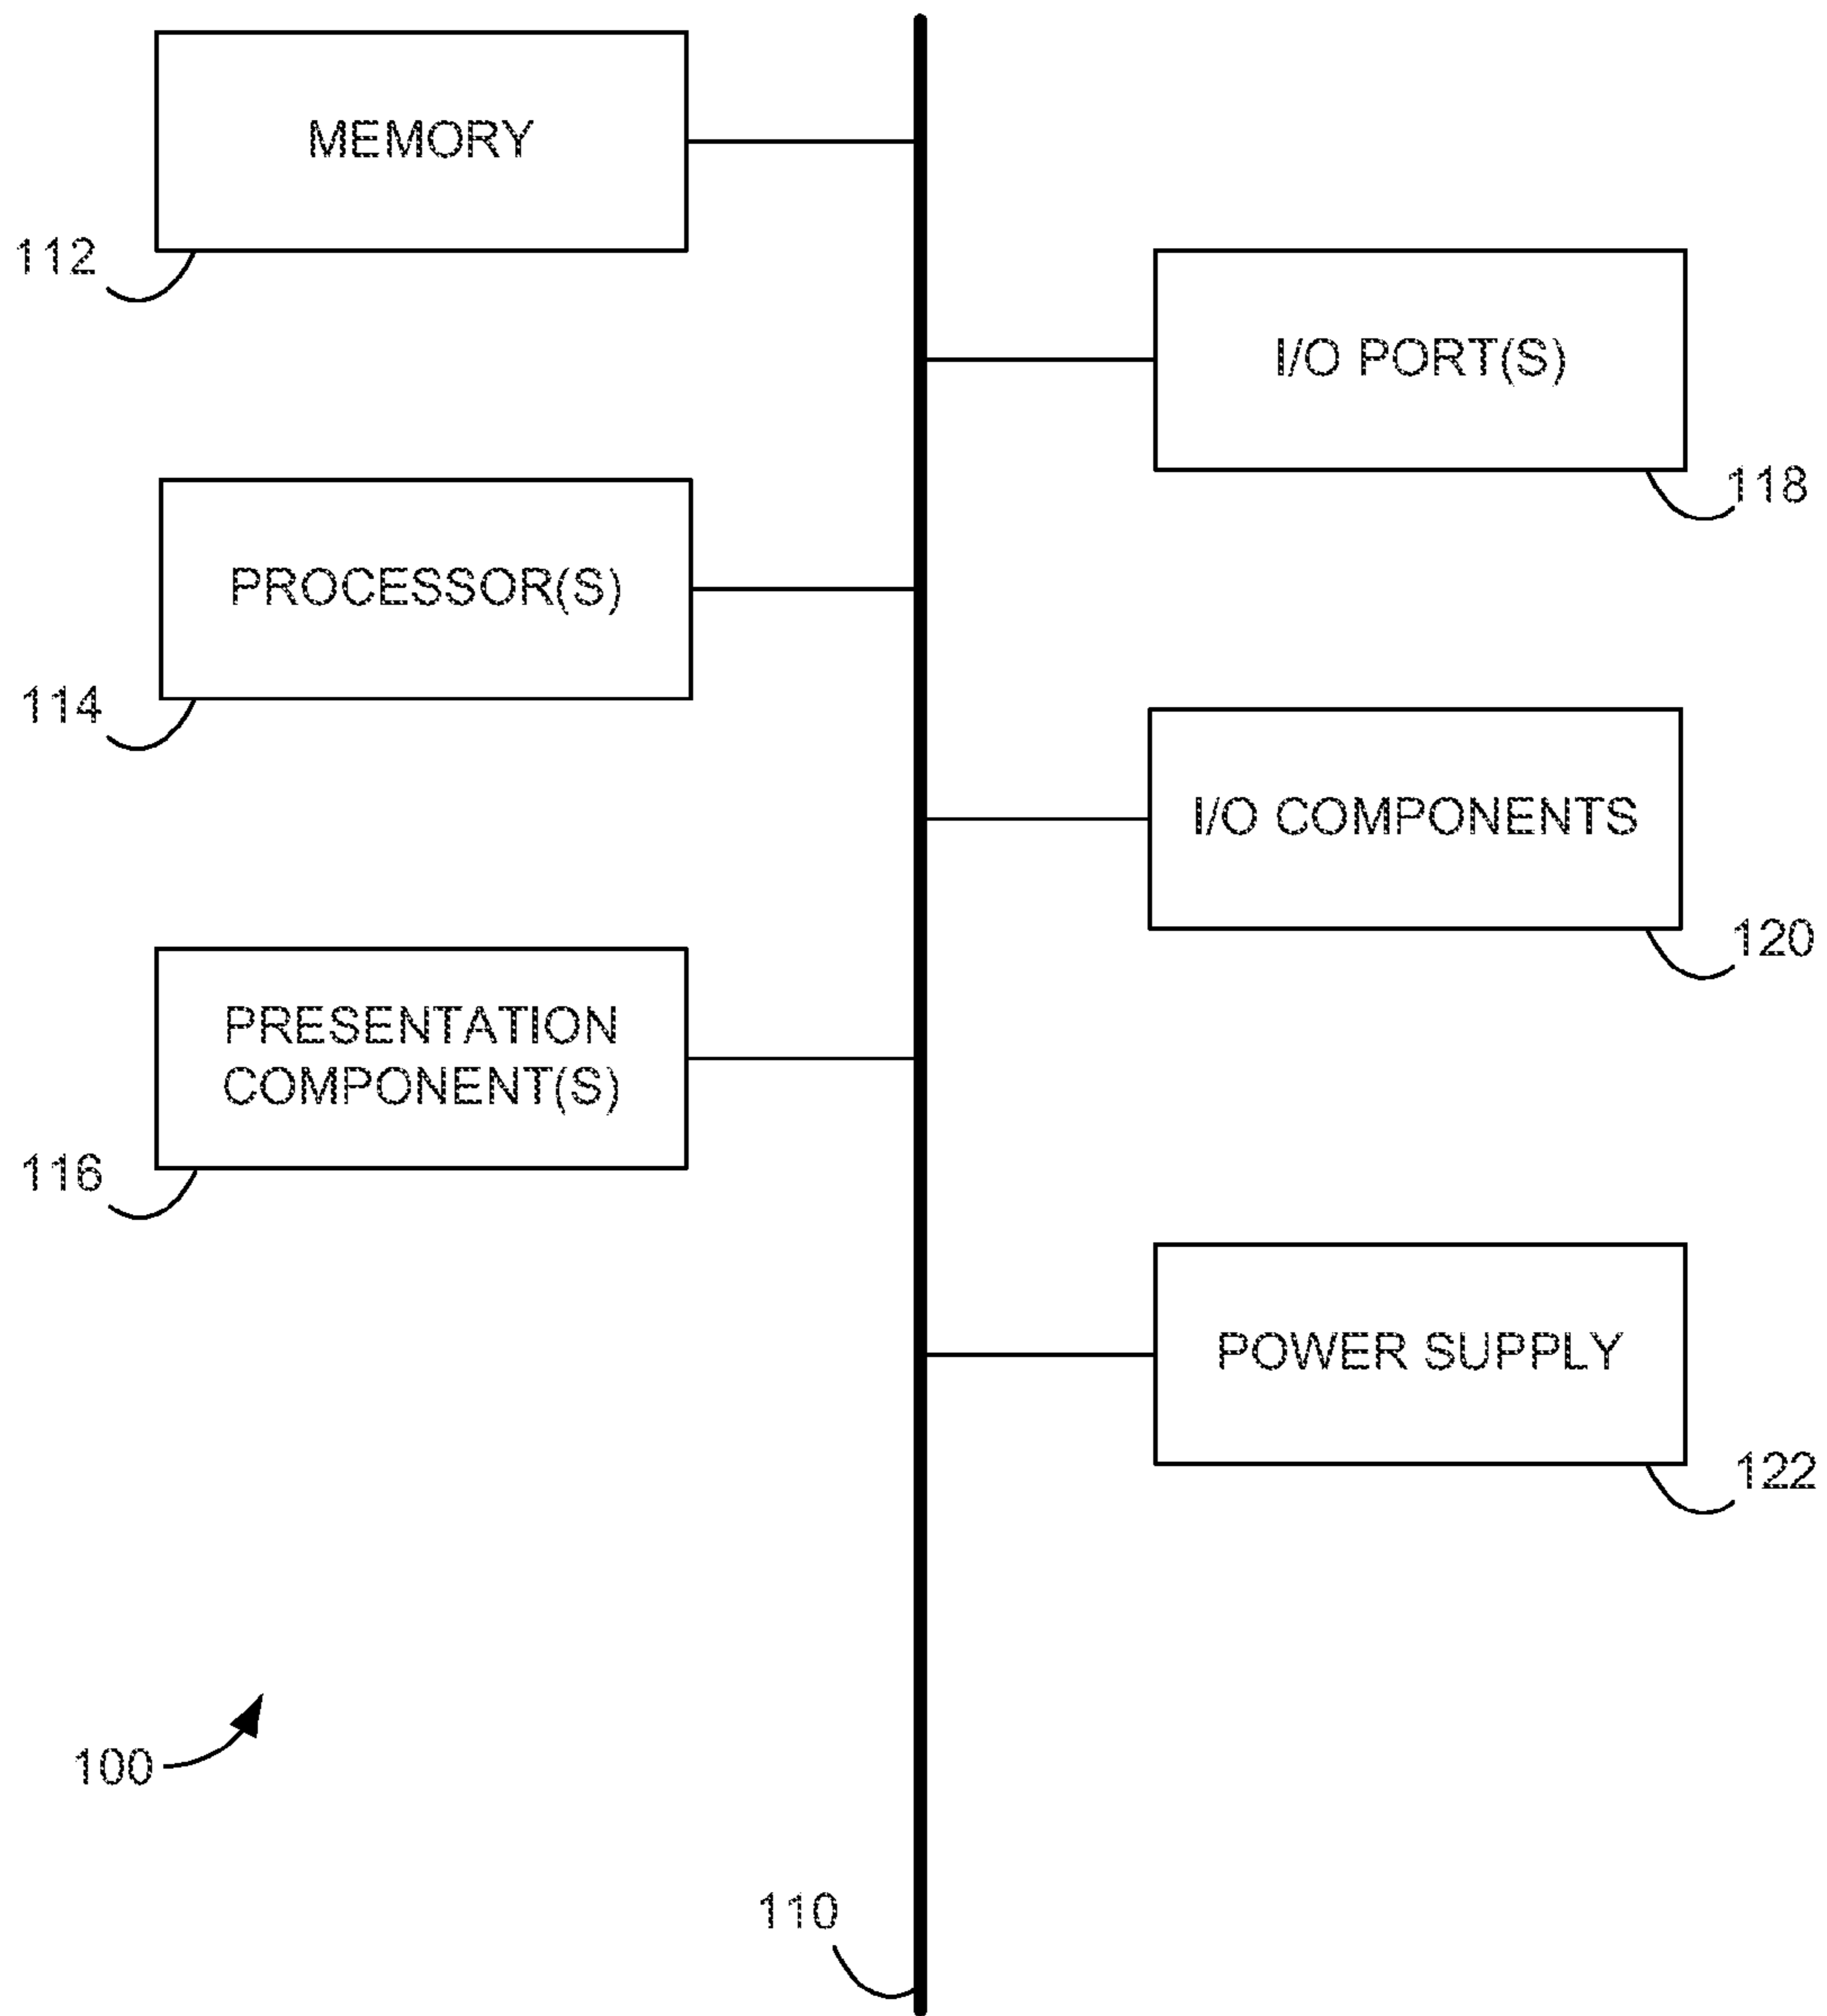 MEMORY
112
I/O PORT(S)
118
PROCESSOR(S)
114
I/O COMPONENTS
120
PRESENTATION
COMPONENT(S)
116
POWER SUPPLY
122
100
110